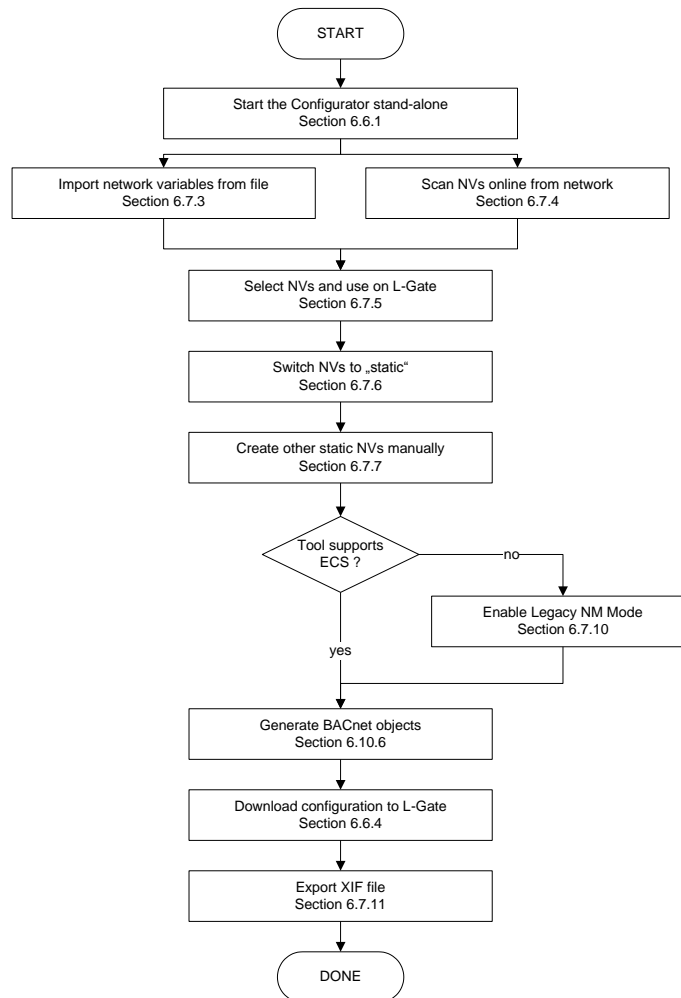 START
Start the Configurator stand-alone
Section 6.6.1
Import network variables from file
Section 6.7.3
Scan NVs online from network
Section 6.7.4
Select NVs and use on L-Gate
Section 6.7.5
Switch NVs to „static“
Section 6.7.6
Create other static NVs manually
Section 6.7.7
Tool supports
ECS ?
no
Enable Legacy NM Mode
Section 6.7.10
yes
Generate BACnet objects
Section 6.10.6
Download configuration to L-Gate
Section 6.6.4
Export XIF file
Section 6.7.11
DONE